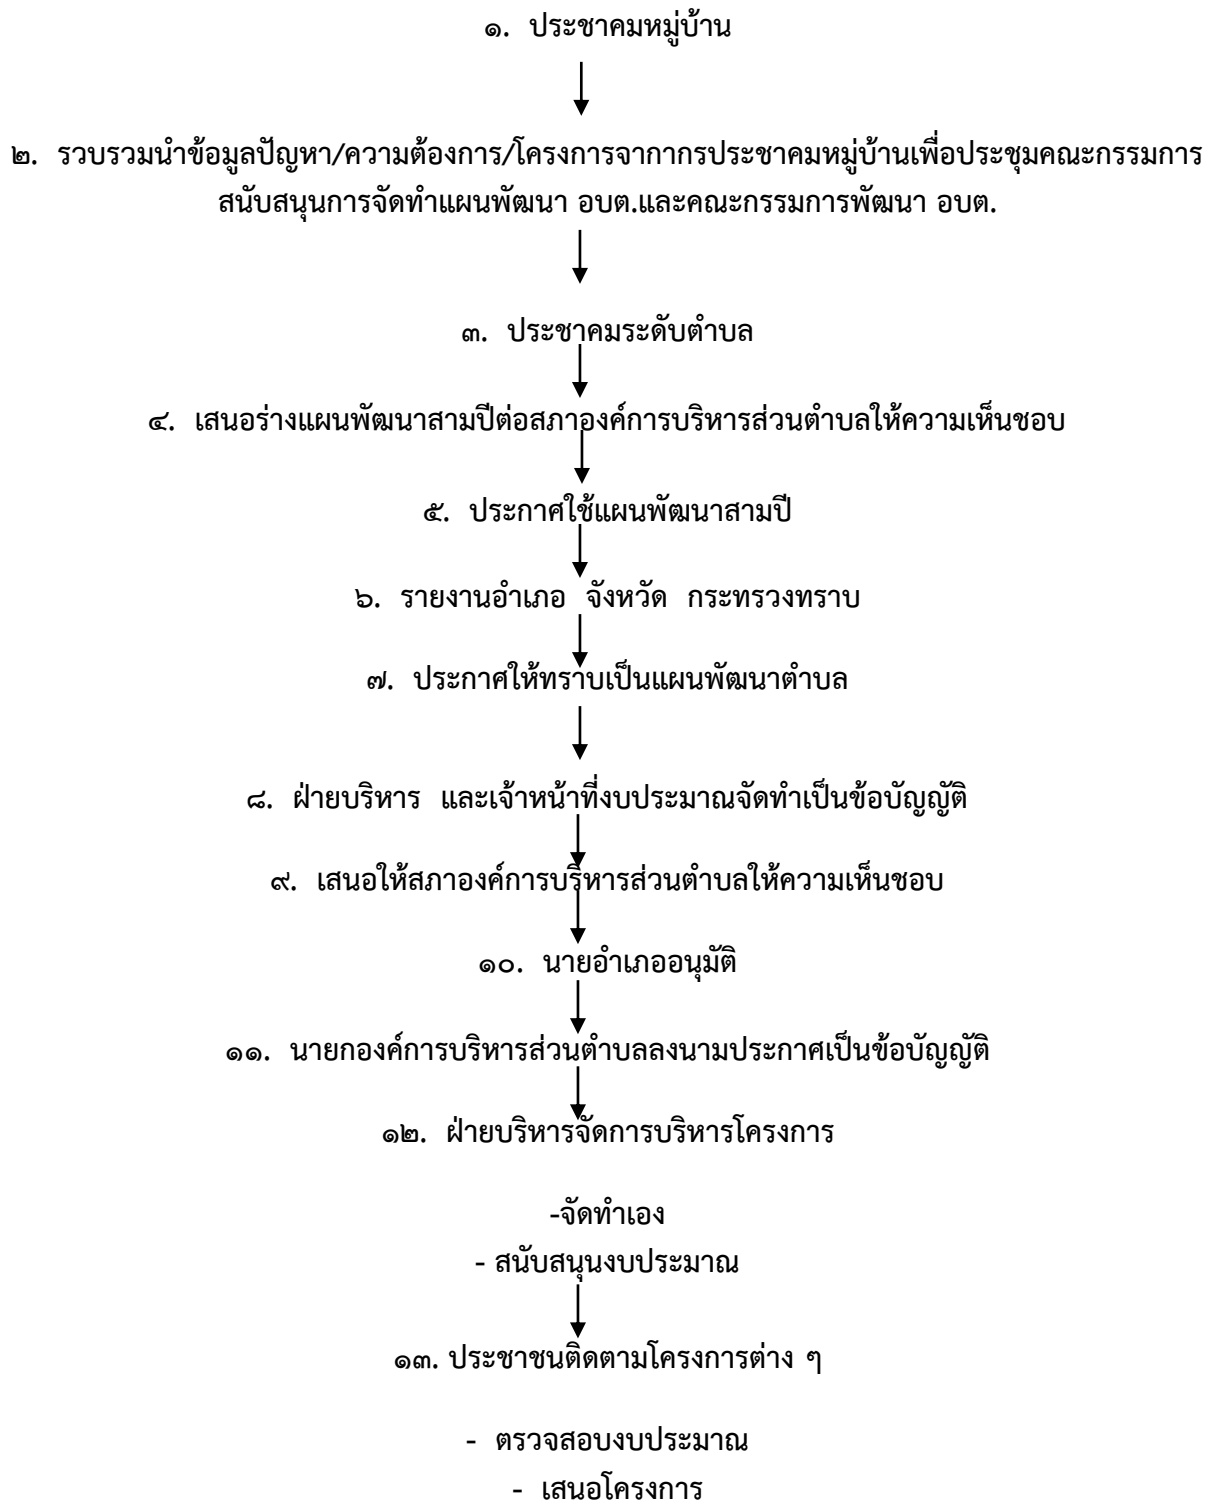 ๑. ประชาคมหมู่บ้าน
๒. รวบรวมนำข้อมูลปัญหา/ความต้องการ/โครงการจากากรประชาคมหมู่บ้านเพื่อประชุมคณะกรรมการ
สนับสนุนการจัดทำแผนพัฒนา อบต.และคณะกรรมการพัฒนา อบต.
๓. ประชาคมระดับตำบล
๔. เสนอร่างแผนพัฒนาสามปีต่อสภาองค์การบริหารส่วนตำบลให้ความเห็นชอบ
๕. ประกาศใช้แผนพัฒนาสามปี
๖. รายงานอำเภอ จังหวัด กระทรวงทราบ
๗. ประกาศให้ทราบเป็นแผนพัฒนาตำบล
๘. ฝ่ายบริหาร และเจ้าหน้าที่งบประมาณจัดทำเป็นข้อบัญญัติ
๙. เสนอให้สภาองค์การบริหารส่วนตำบลให้ความเห็นชอบ
๑๐. นายอำเภออนุมัติ
๑๑. นายกองค์การบริหารส่วนตำบลลงนามประกาศเป็นข้อบัญญัติ
๑๒. ฝ่ายบริหารจัดการบริหารโครงการ
-จัดทำเอง
- สนับสนุนงบประมาณ
๑๓. ประชาชนติดตามโครงการต่าง ๆ
- ตรวจสอบงบประมาณ
- เสนอโครงการ